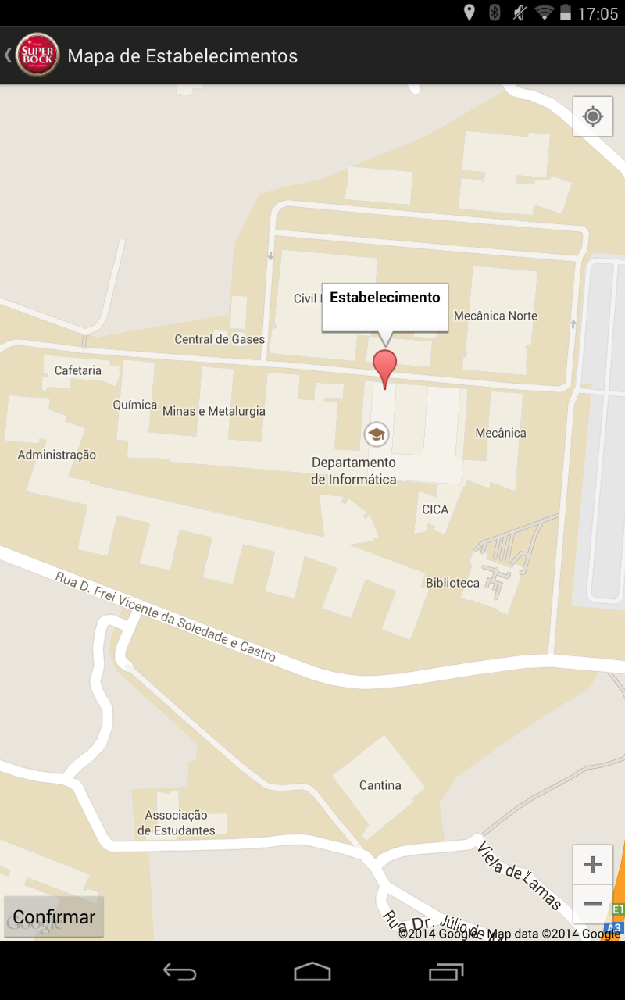 17:05
SUPER
BOCK
Mapa de Estabelecimentos
Estabelecimento
Civil
Mecânica Norte
Central de Gases
Cafetaria
Química
Minas e Metalurgia
Mecânica
Administração
Departamento
de Informática
CICA
Biblioteca
Rua D. Frei Vicente da Soledade e Castro
Cantina
Associação
de Estudantes
Viela de Lamas
Rua Dr. Júlio de M
E1
A3
Confirmar
Google
©2014 Google - Map data ©2014 Google